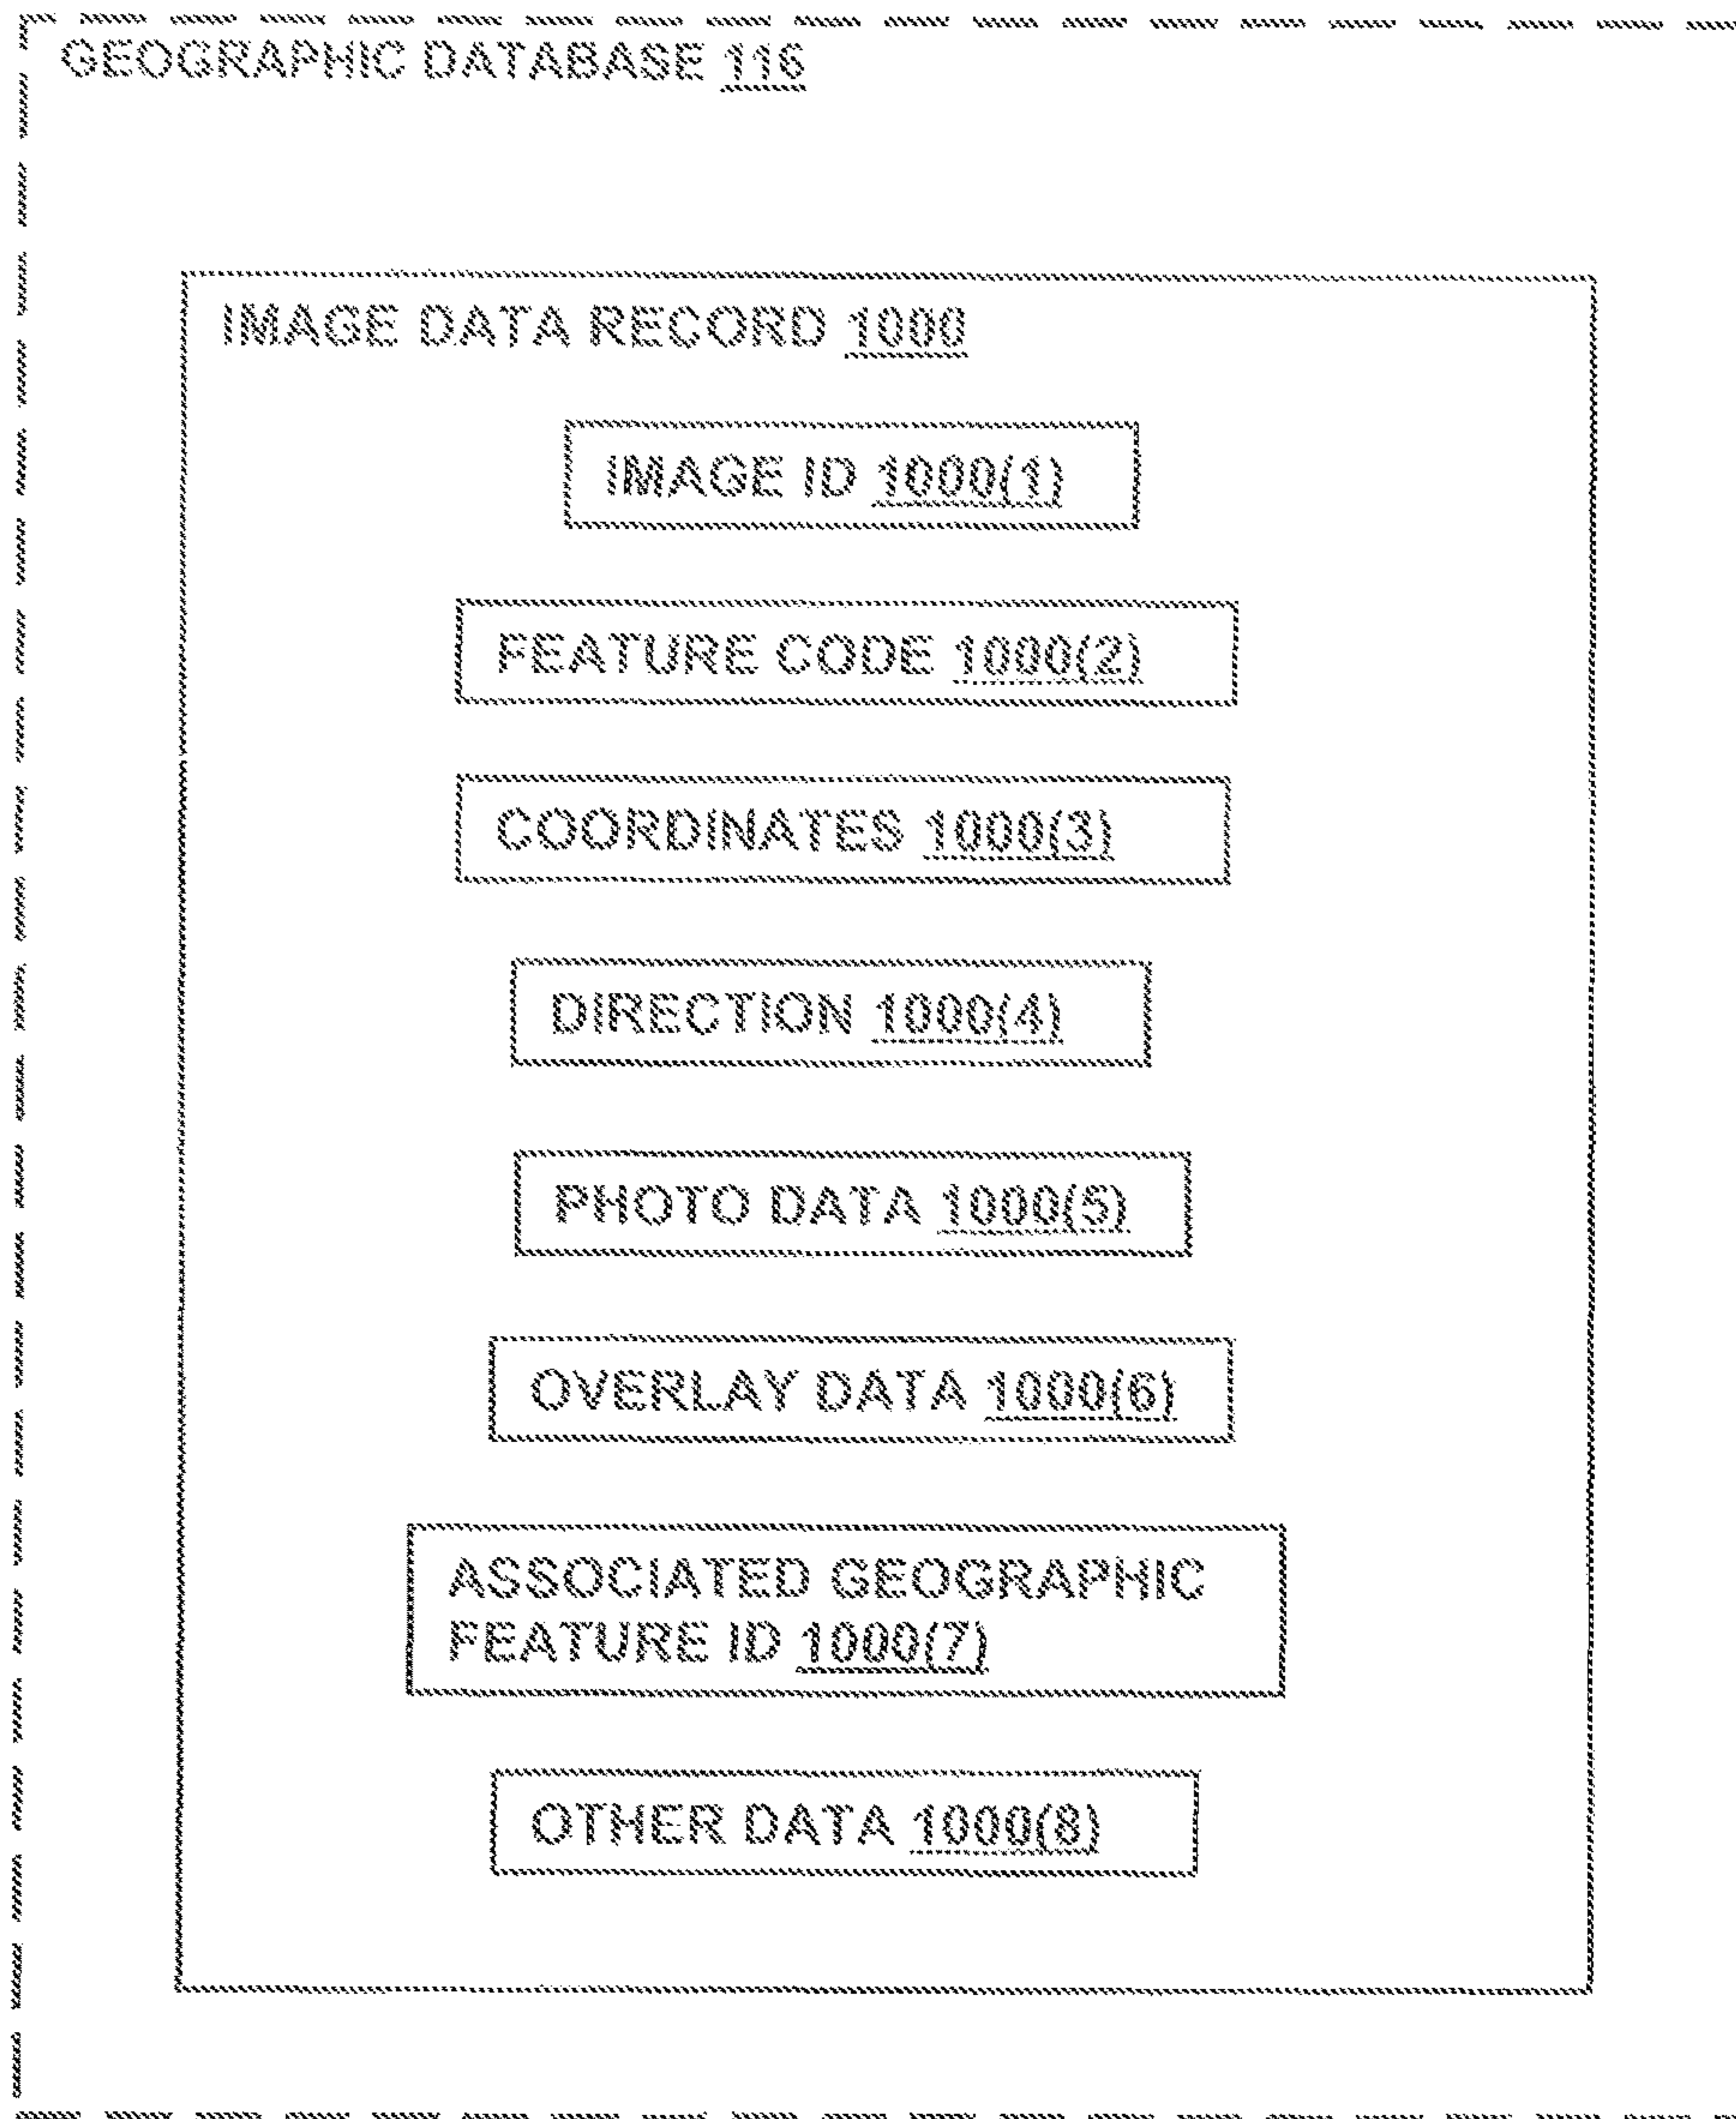 GEOGRAPHIC DATABASE 116
IMAGE DATA RECORD 1000
IMAGE ID 1000(1)
FEATURE CODE 1000(2)
COORDINATES 1000(3)
DIRECTION 1000(4)
PHOTO DATA 1000(5)
OVERLAY DATA 1000(6)
ASSOCIATED GEOGRAPHIC
FEATURE ID 1000(7)
OTHER DATA 1000(8)